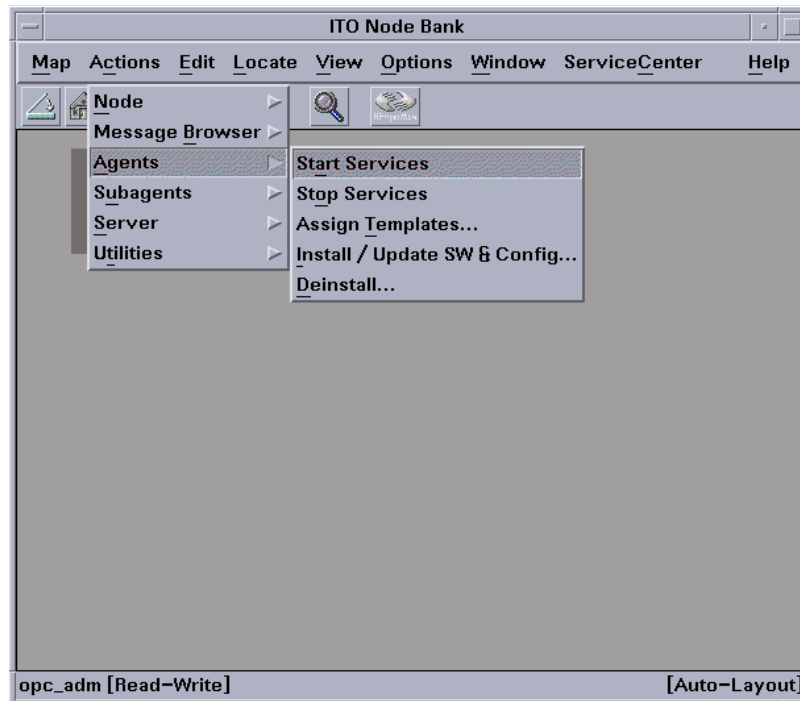 ITO Node Bank
Map Actions Edit Locate View Options Window ServiceCenter Help
Node
Message Browser
Agents
Start Services
Subagents
Stop Services
Server
Assign Templates...
Utilities
Install / Update SW & Config...
Deinstall...
opc_adm [Read-Write] [Auto-Layout]